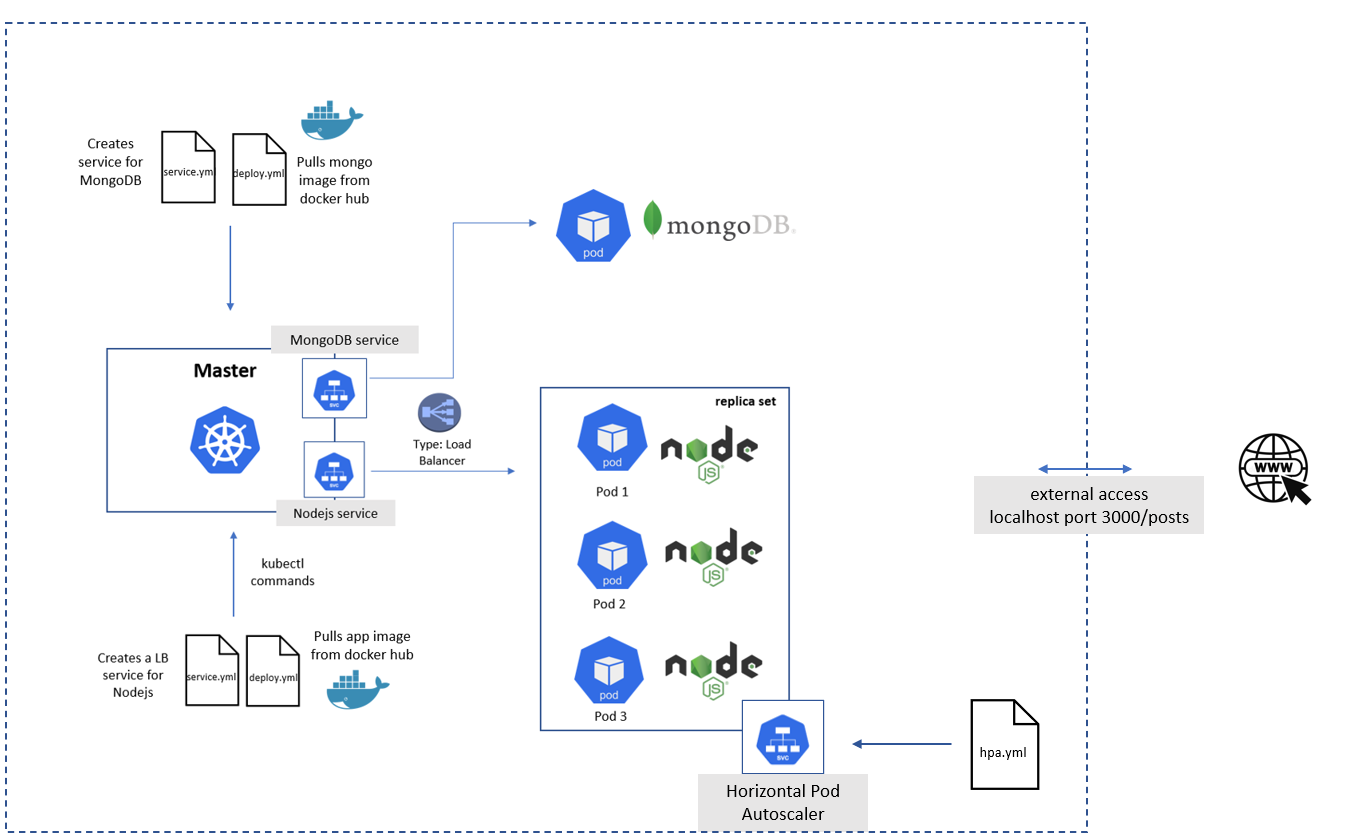 Creates
service for
MongoDB
service.ym
deploy.yml
Pulls mongo
image from
docker hub
pod
mongoDB
MongoDB service
Master
SVC
Type: Load
Balancer
SVC
Nodejs service
kubectl
commands
replica set
pod
node
JS
Pod 1
pod
node
JS
Pod 2
pod
node
JS
Pod 3
Creates a LB
service for
Nodejs
service.yml
deploy.yml
Pulls app image
from docker hub
SVC
Horizontal Pod
Autoscaler
hpa.yml
external access
localhost port 3000/posts
www